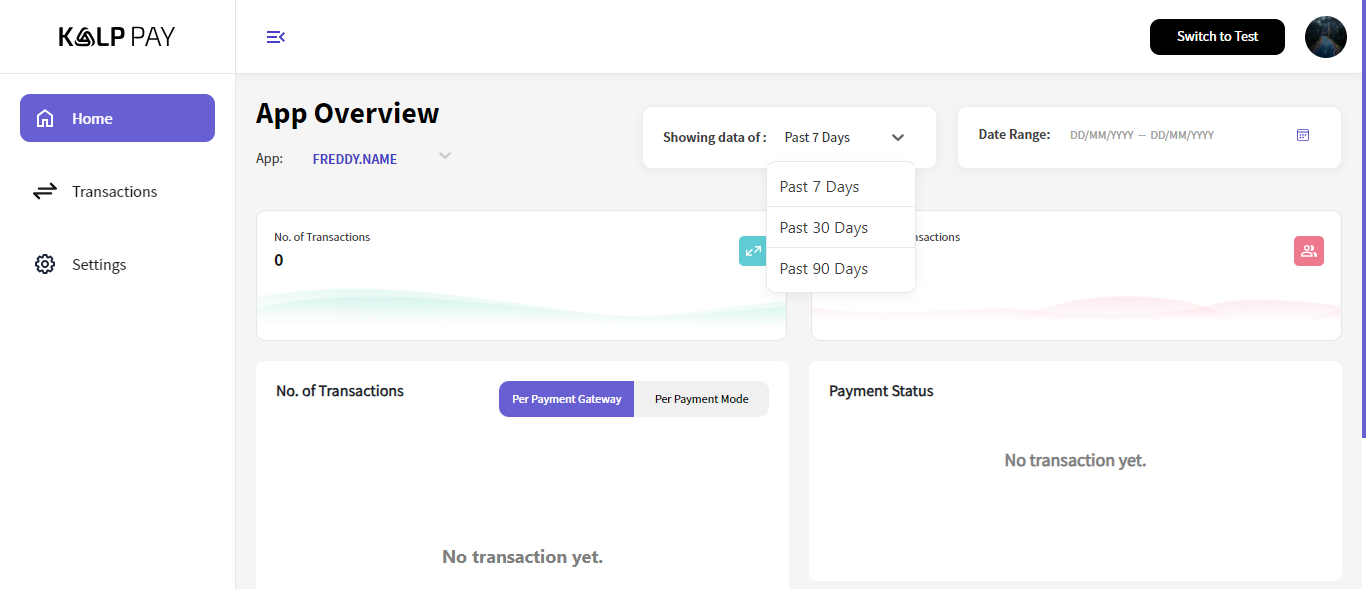 KALP PAY
Switch to Test
Home
Transactions
Settings
App Overview
App:
FREDDY.NAME
Showing data of :
Past 7 Days
Date Range:
DD/MM/YYYY — DD/MM/YYYY
Past 7 Days
Past 30 Days
Past 90 Days
No. of Transactions
0
No. of Transactions
Per Payment Gateway
Per Payment Mode
No transaction yet.
Payment Status
No transaction yet.